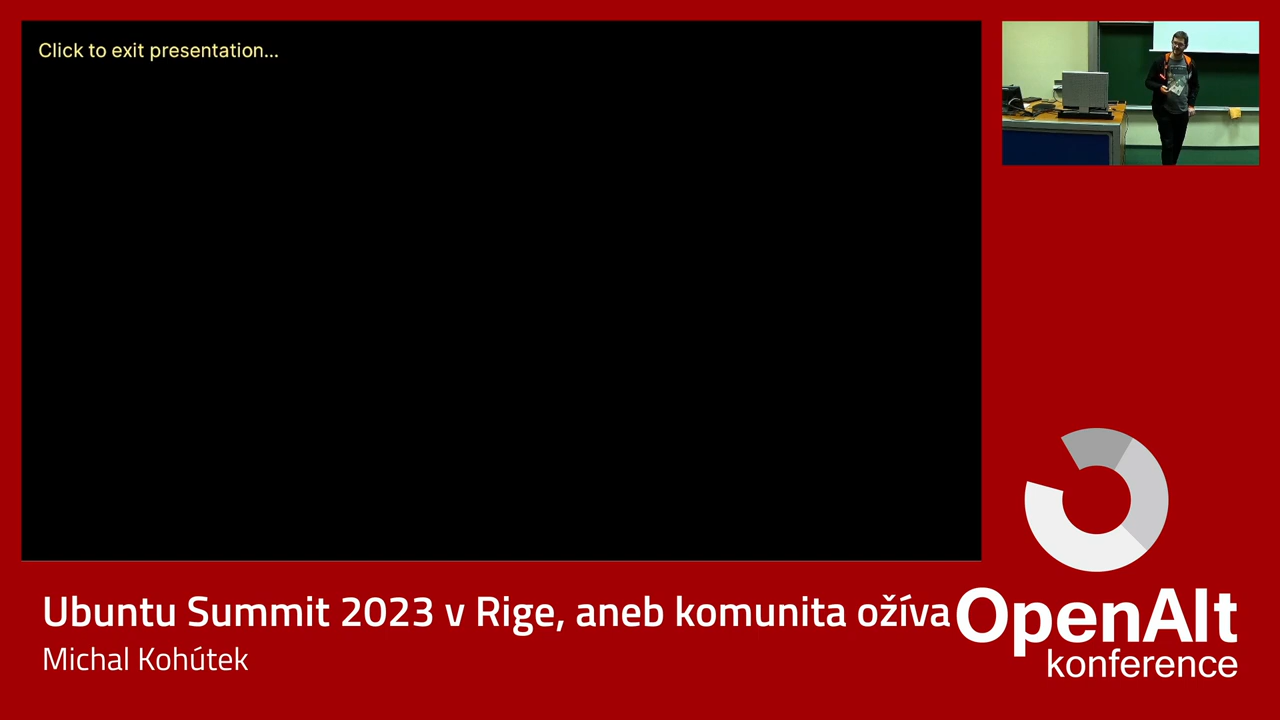 Click to exit presentation...
Ubuntu Summit 2023 v Rige, aneb komunita ožíva
Michal Kohútek
OpenAlt
konference